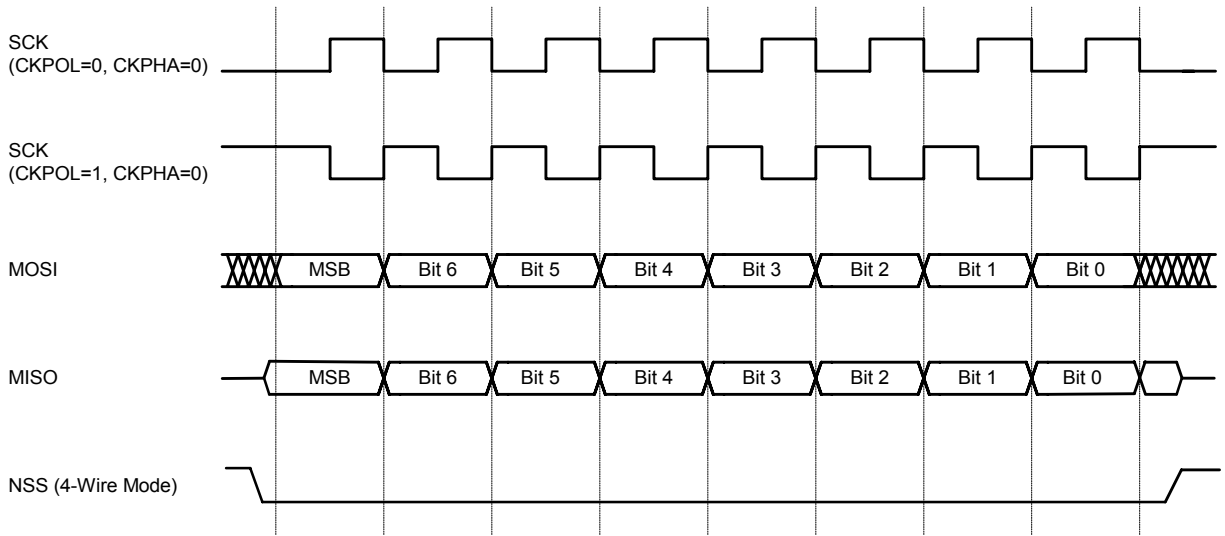 SCK
(CKPOL=0, CKPHA=0)
SCK
(CKPOL=1, CKPHA=0)
MOSI
MSB Bit 6 Bit 5 Bit 4 Bit 3 Bit 2 Bit 1 Bit 0
MISO
MSB Bit 6 Bit 5 Bit 4 Bit 3 Bit 2 Bit 1 Bit 0
NSS (4-Wire Mode)